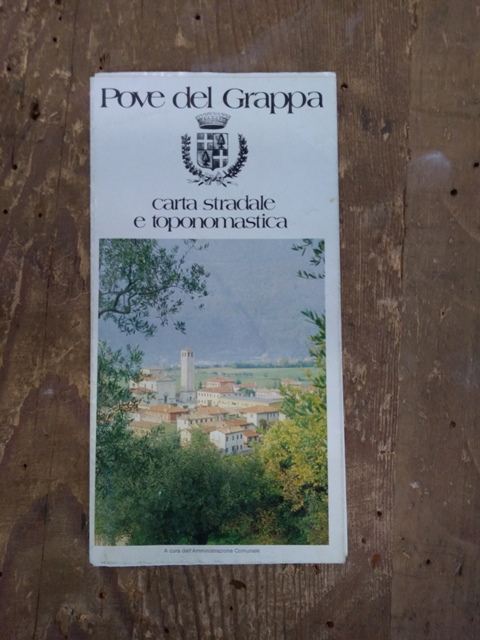 Pove del Grappa
carta stradale
e toponomastica
A cura dell'Amministrazione Comunale